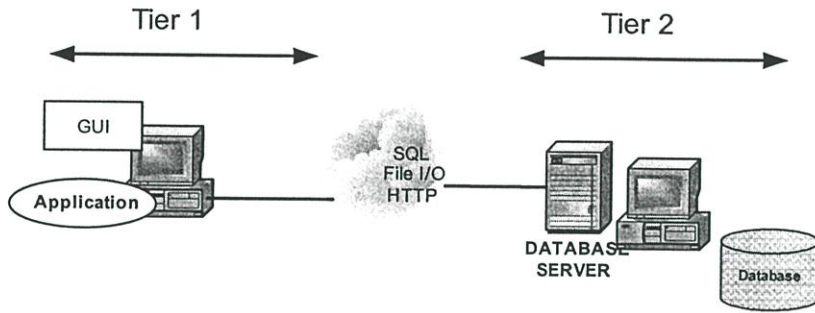 Tier 1
Tier 2
GUI
Application
SQL
File I/O
HTTP
DATABASE
SERVER
Database